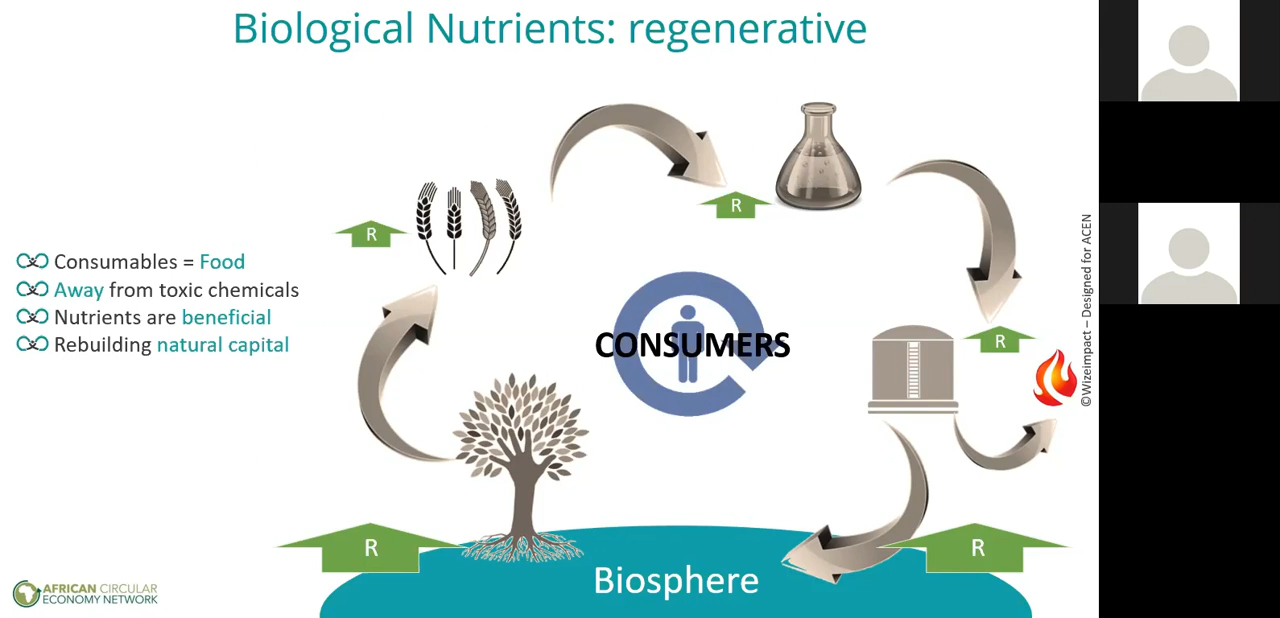 Biological Nutrients: regenerative
R
R
R
Consumables = Food
Away from toxic chemicals
Nutrients are beneficial
Rebuilding natural capital
CONSUMERS
©Wizeimpact – Designed for ACEN
R
R
Biosphere
AFRICAN CIRCULAR
ECONOMY NETWORK